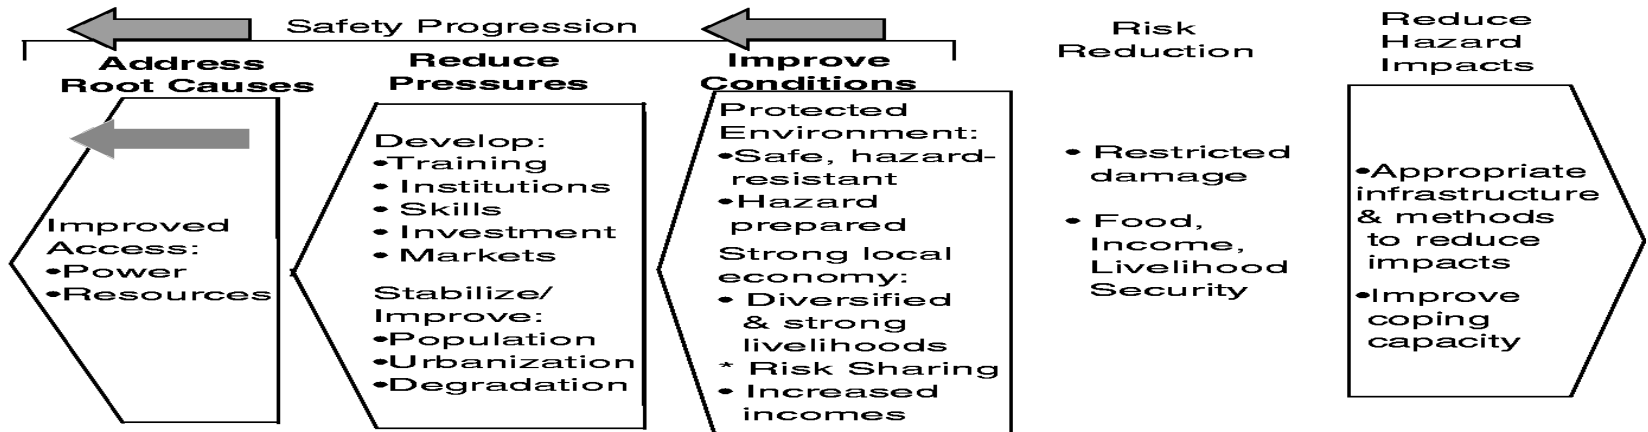 Safety Progression
Address
Root Causes
Improved
Access:
•Power
•Resources
Reduce
Pressures
Develop:
•Training
• Institutions
• Skills
• Investment
• Markets
Stabilize/
Improve:
•Population
•Urbanization
•Degradation
Improve
Conditions
Protected
Environment:
•Safe, hazard-
resistant
•Hazard
prepared
Strong local
economy:
• Diversified
& strong
livelihoods
* Risk Sharing
• Increased
incomes
Risk
Reduction
• Restricted
damage
• Food,
Income,
Livelihood
Security
Reduce
Hazard
Impacts
•Appropriate
infrastructure
& methods
to reduce
impacts
•Improve
coping
capacity